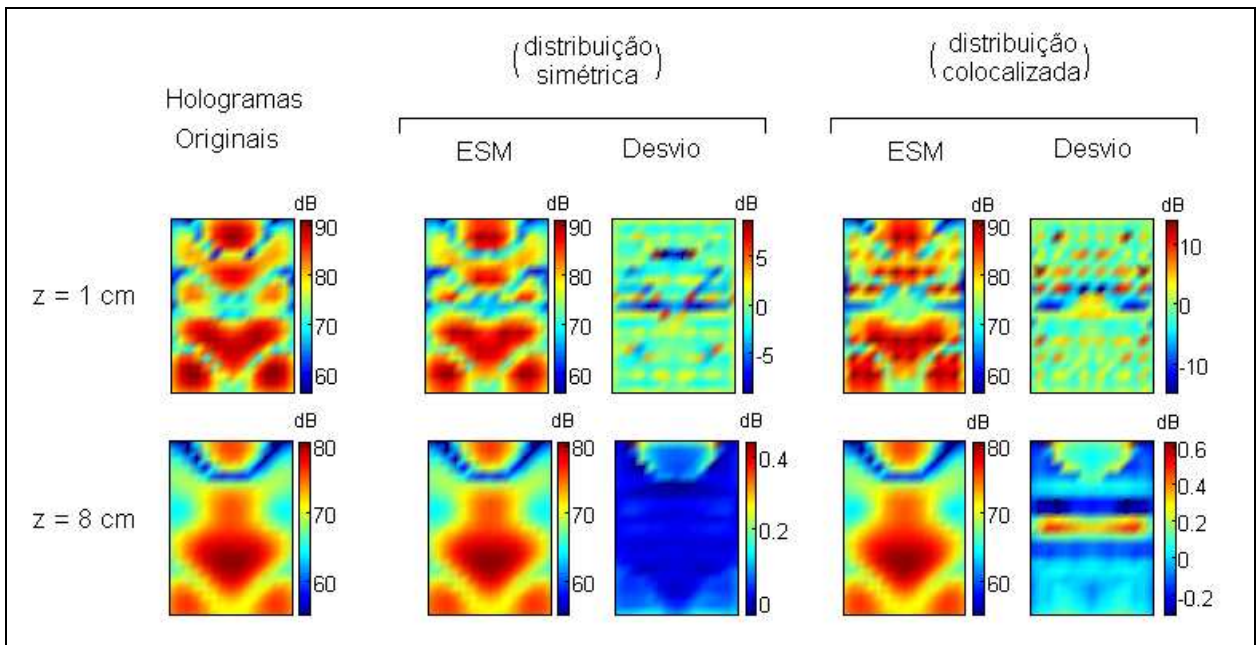 (distribuição
simétrica)
(distribuição
colocalizada)
Hologramas
Originais
ESM
Desvio
ESM
Desvio
z = 1 cm
dB
90
80
70
60
dB
90
80
70
60
dB
5
0
-5
dB
90
80
70
60
dB
10
0
-10
z = 8 cm
dB
80
70
60
dB
80
70
60
dB
0.4
0.2
0
dB
80
70
60
dB
0.6
0.4
0.2
0
-0.2